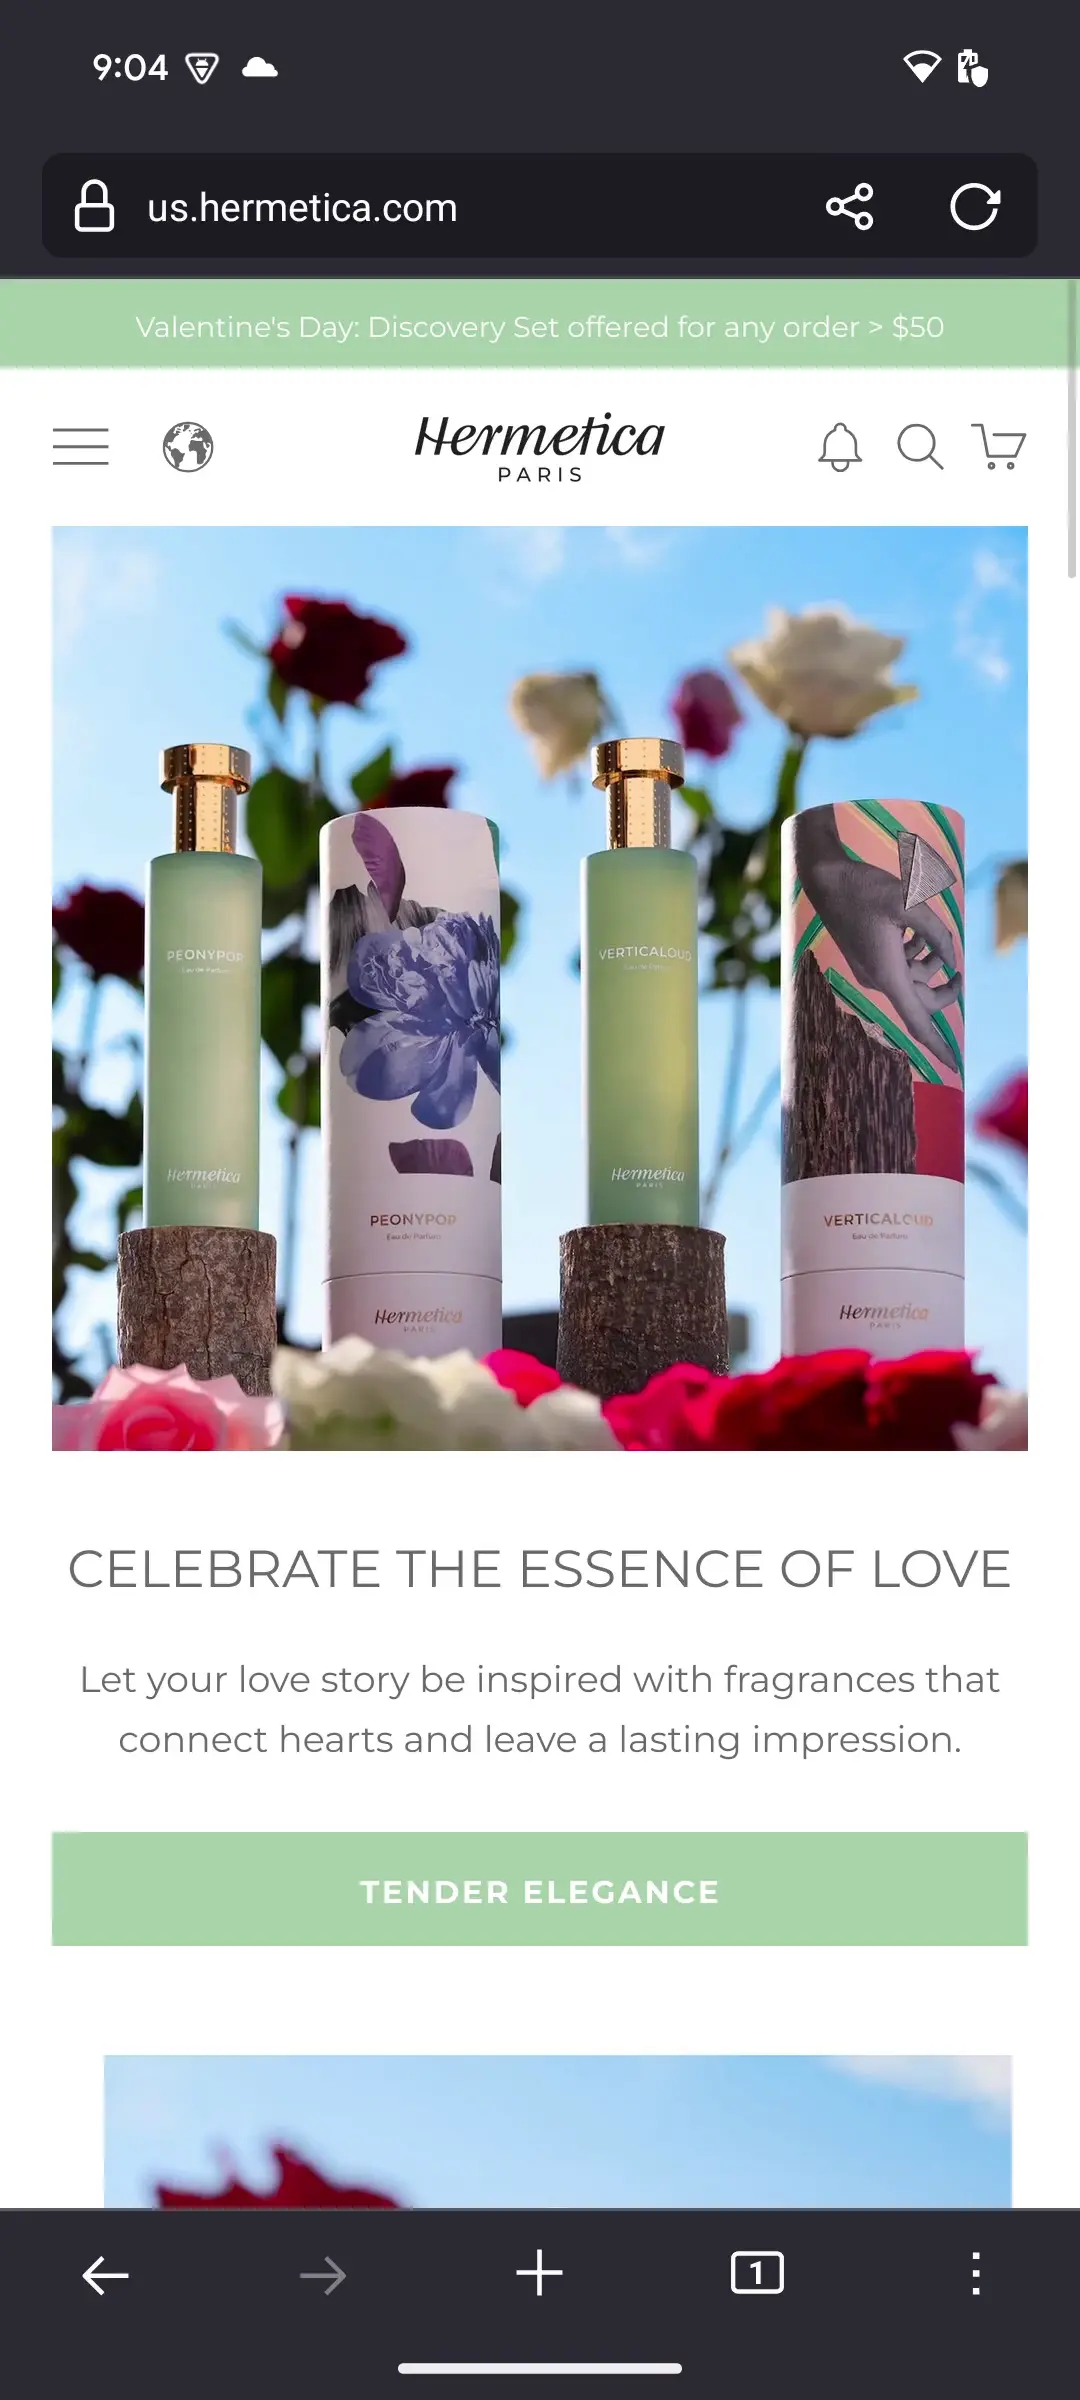 9:04
us.hermetica.com
Valentine's Day: Discovery Set offered for any order > $50
Hermetica
PARIS
PEONYPOP
Eau de Parfum
Hermetica
PARIS
PEONYPOP
Eau de Parfum
Hermetica
PARIS
VERTICALOUD
Eau de Parfum
Hermetica
PARIS
VERTICALOUD
Eau de Parfum
Hermetica
PARIS
CELEBRATE THE ESSENCE OF LOVE
Let your love story be inspired with fragrances that
connect hearts and leave a lasting impression.
TENDER ELEGANCE
1